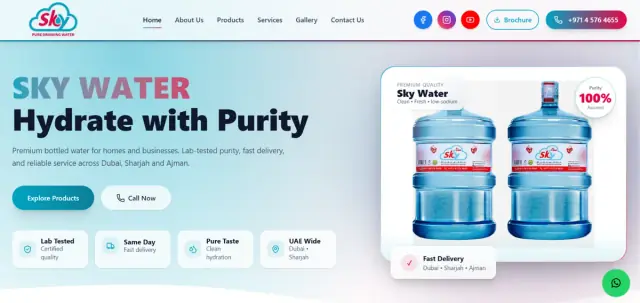 Sky
PURE DRINKING WATER
Home
About Us
Products
Services
Gallery
Contact Us
Brochure
+971 4 576 4655
SKY WATER
Hydrate with Purity
Premium bottled water for homes and businesses. Lab-tested purity, fast delivery,
and reliable service across Dubai, Sharjah and Ajman.
Explore Products
Call Now
Lab Tested
Certified
quality
Same Day
Fast delivery
Pure Taste
Clean
hydration
UAE Wide
Dubai •
Sharjah
PREMIUM QUALITY
Sky Water
Clean • Fresh • low sodium
Purity
100%
Assured
Sky
Sky
Fast Delivery
Dubai • Sharjah • Ajman